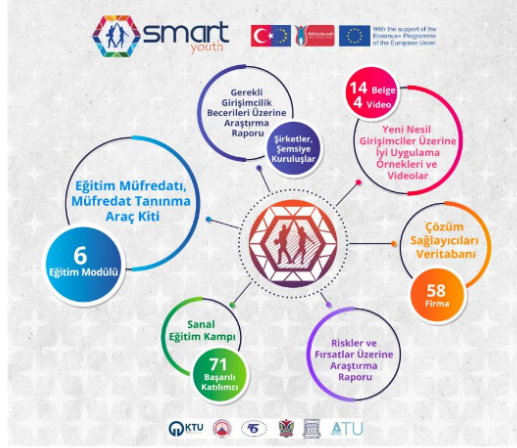 smart
youth
With the support of the
Erasmus+ Programme
of the European Union
Gerekli
Girişimcilik
Becerileri Üzerine
Araştırma
Raporu
Şirketler,
Şemsiye
Kuruluşlar
14 Belge
4 Video
Yeni Nesil
Girişimciler Üzerine
İyi Uygulama
Örnekleri ve
Videolar
Eğitim Müfredatı,
Müfredat Tanınma
Araç Kiti
6
Eğitim Modülü
Çözüm
Sağlayıcıları
Veritabanı
58
Firma
Sanal
Eğitim Kampı
71
Başarılı
Katılımcı
Riskler ve
Fırsatlar Üzerine
Araştırma
Raporu
KTU
ATU